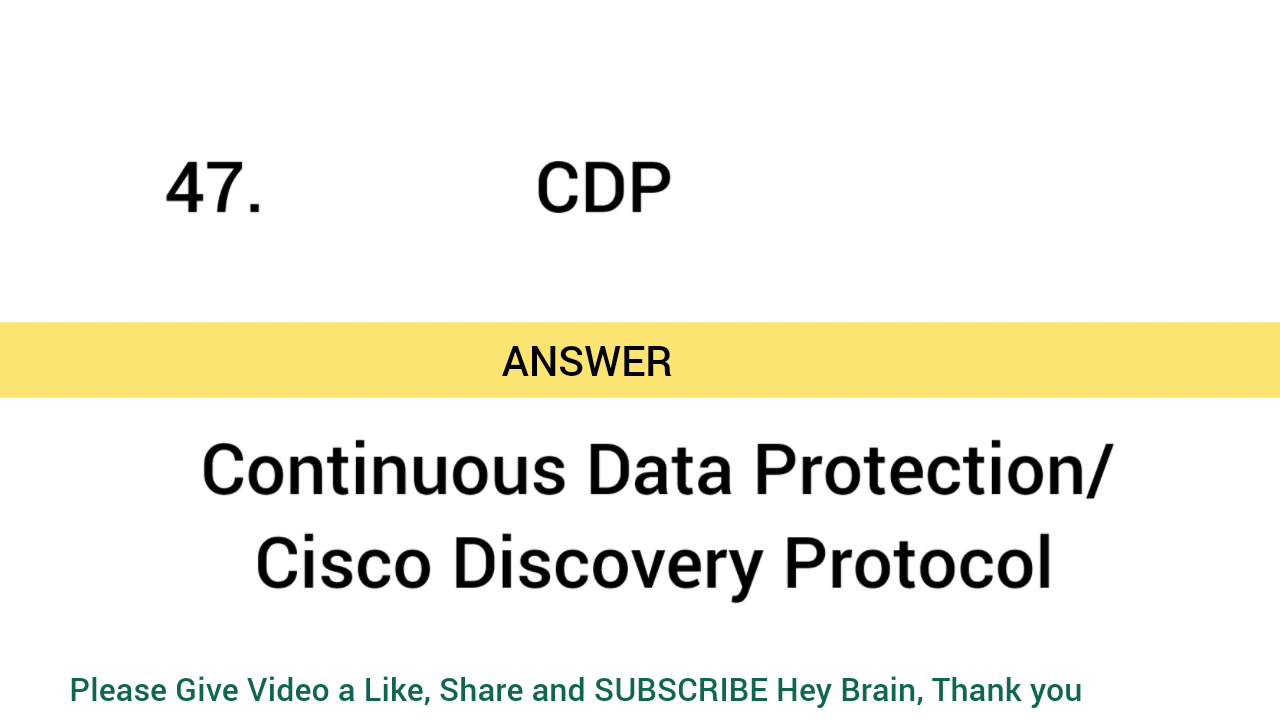 47. CDP
ANSWER
Continuous Data Protection/
Cisco Discovery Protocol
Please Give Video a Like, Share and SUBSCRIBE Hey Brain, Thank you